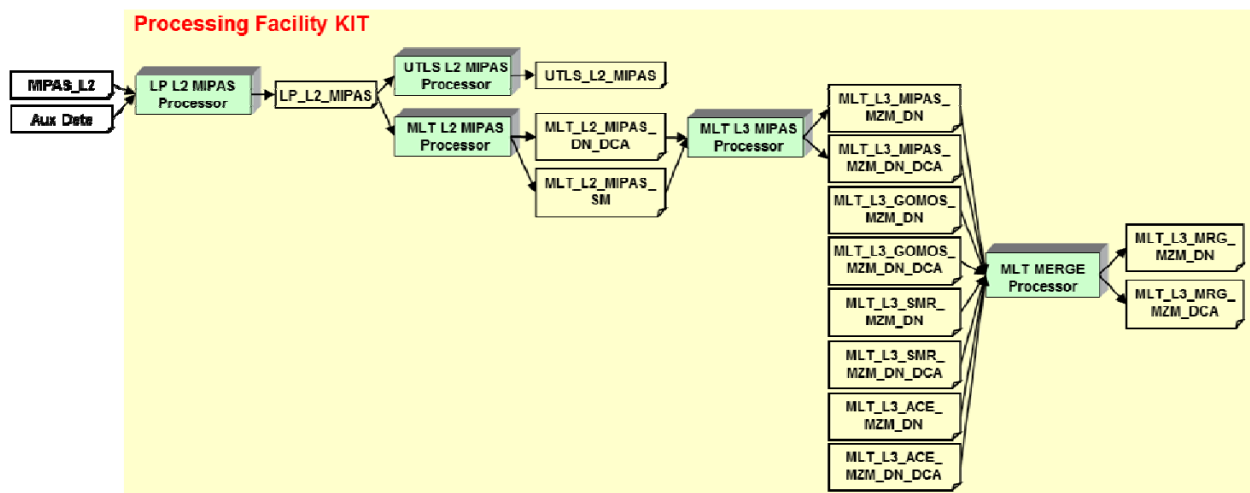 Processing Facility KIT
MIPAS_L2
Aux Data
LP L2 MIPAS
Processor
LP_L2_MIPAS
UTLS L2 MIPAS
Processor
UTLS_L2_MIPAS
MLT L2 MIPAS
Processor
MLT_L2_MIPAS_
DN_DCA
MLT_L2_MIPAS_
SM
MLT L3 MIPAS
Processor
MLT_L3_MIPAS_
MZM_DN
MLT_L3_MIPAS_
MZM_DN_DCA
MLT_L3_GOMOS_
MZM_DN
MLT_L3_GOMOS_
MZM_DN_DCA
MLT_L3_SMR_
MZM_DN
MLT_L3_SMR_
MZM_DN_DCA
MLT_L3_ACE_
MZM_DN
MLT_L3_ACE_
MZM_DN_DCA
MLT MERGE
Processor
MLT_L3_MRG_
MZM_DN
MLT_L3_MRG_
MZM_DCA